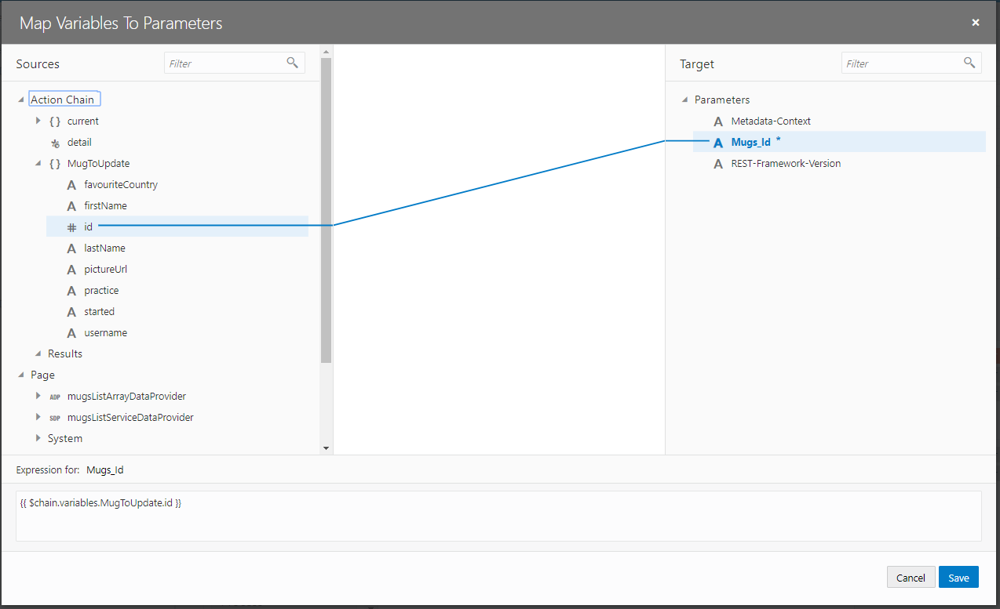 Map Variables To Parameters
Sources
Filter
Action Chain
current
detail
MugToUpdate
A favouriteCountry
A firstName
# id
A lastName
A pictureUrl
A practice
A started
A username
Results
Page
ADP mugsListArrayDataProvider
SDP mugsListServiceDataProvider
System
Target
Filter
Parameters
A Metadata-Context
A Mugs_Id *
A REST-Framework-Version
Expression for: Mugs_Id
{{ $chain.variables.MugToUpdate.id }}
Cancel Save